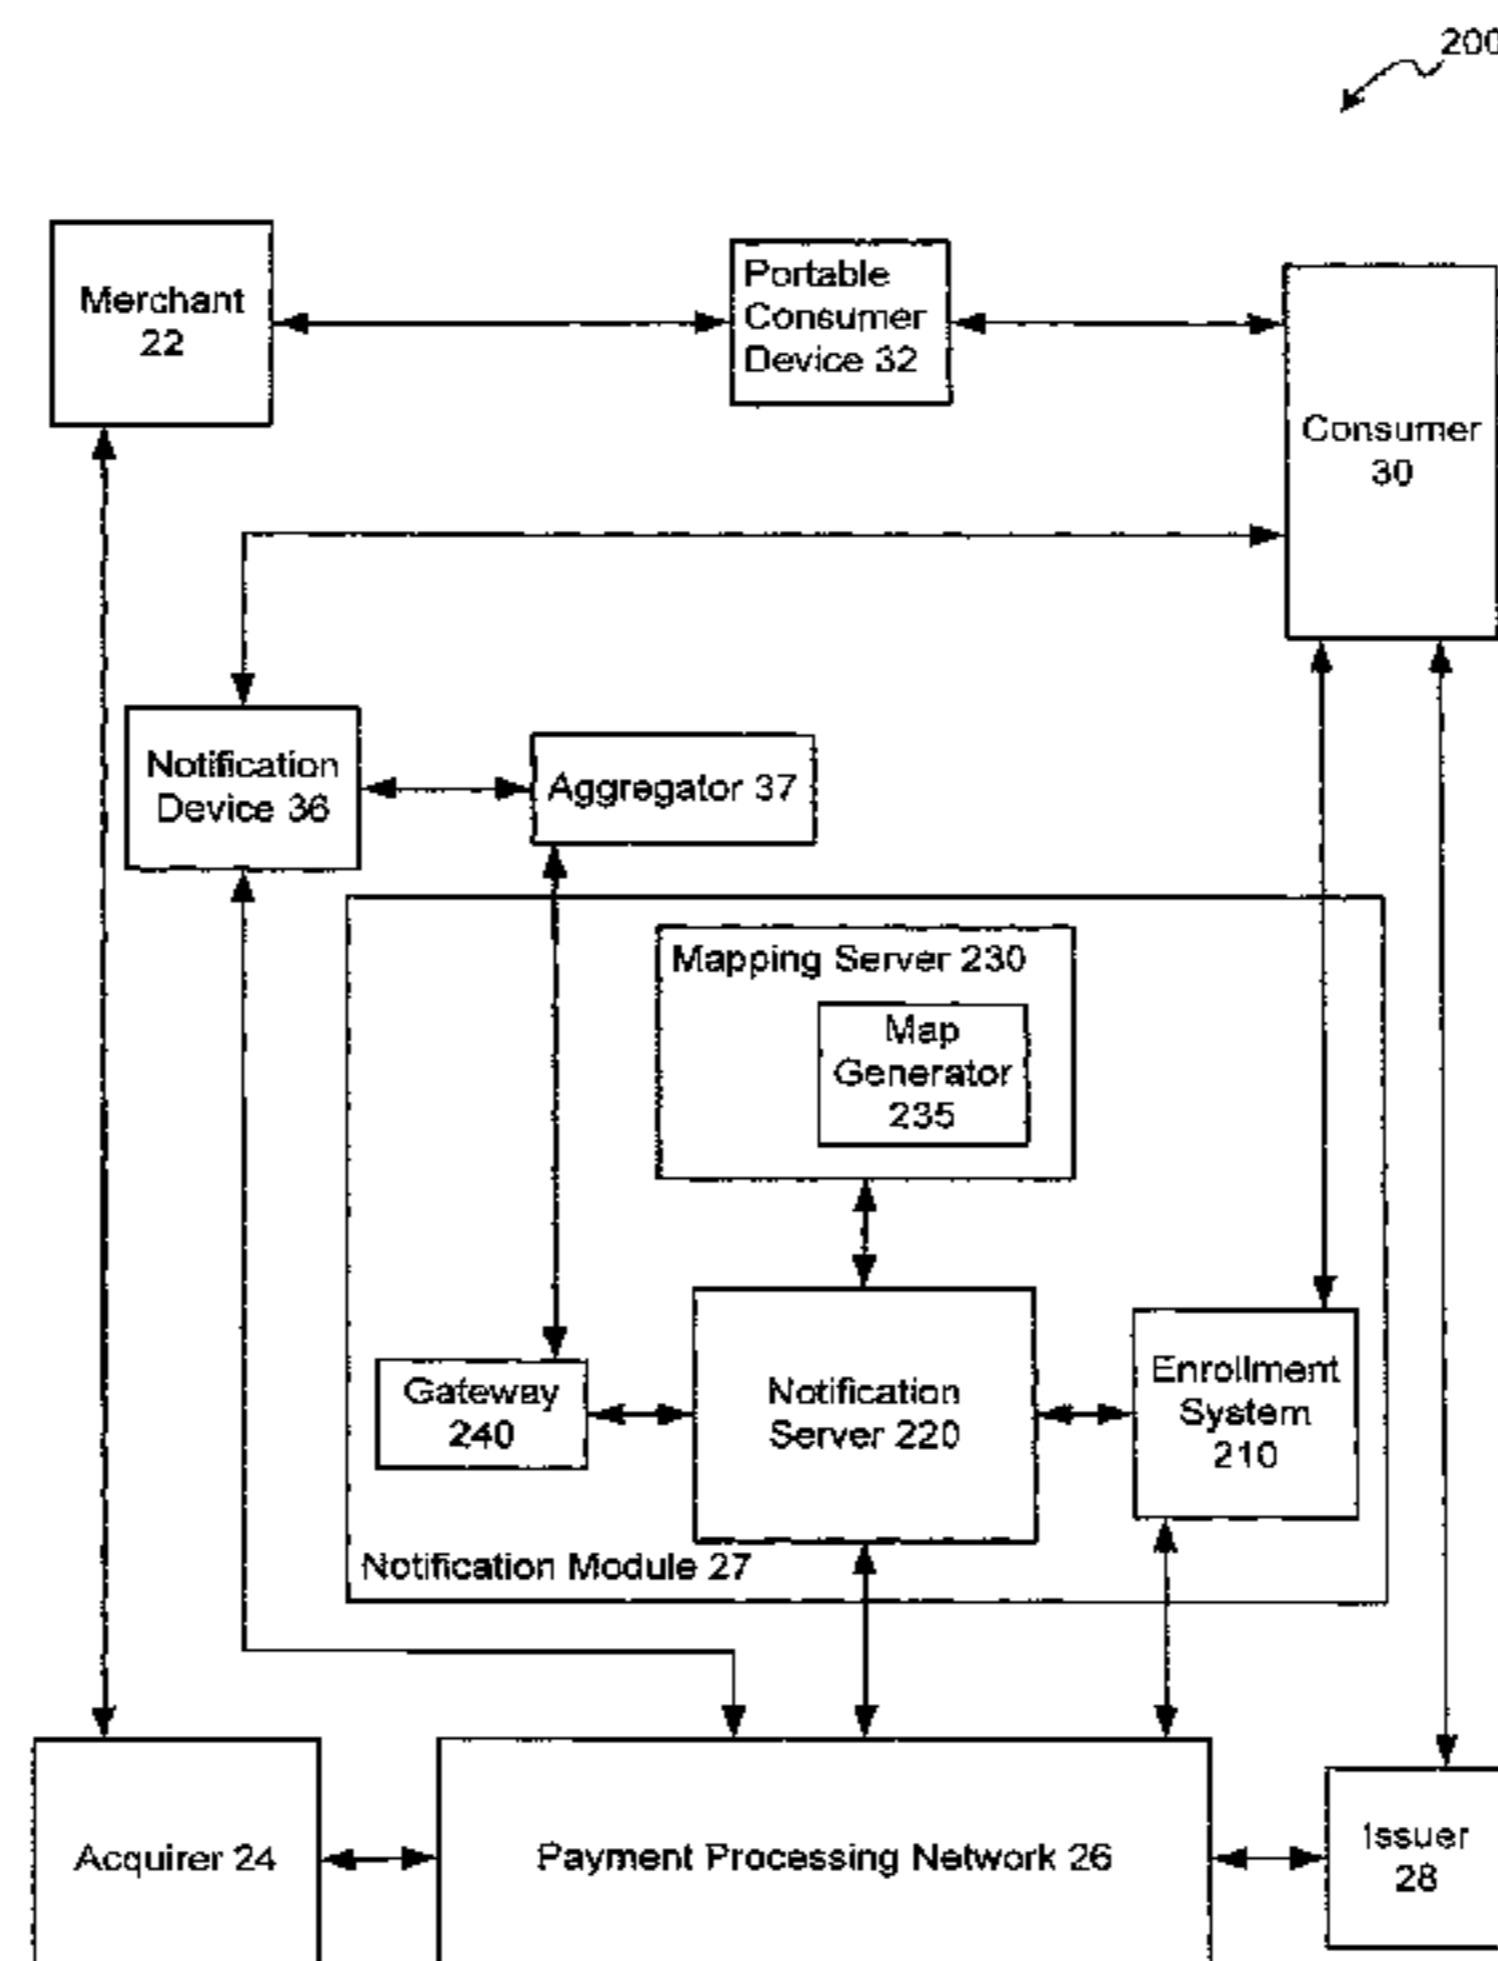 200
Merchant
22
Portable
Consumer
Device 32
Consumer
30
Notification
Device 36
Aggregator 37
Mapping Server 230
Map
Generator
235
Gateway
240
Notification
Server 220
Enrollment
System
210
Notification Module 27
Acquirer 24
Payment Processing Network 26
Issuer
28